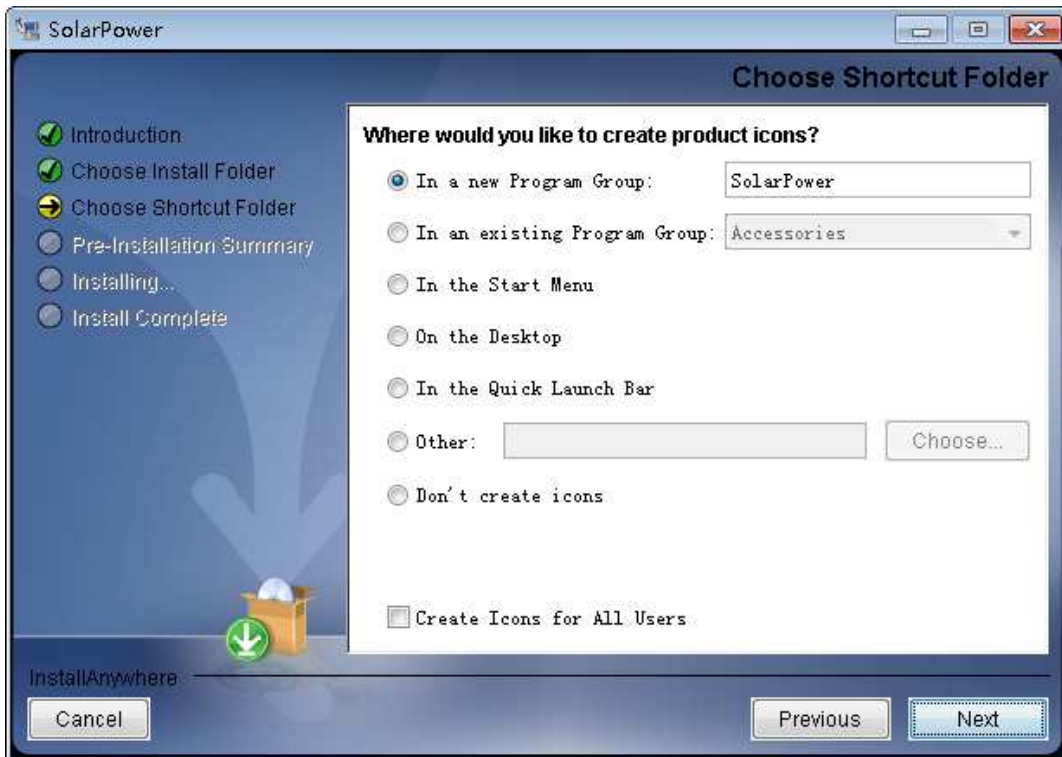 SolarPower
Choose Shortcut Folder
Introduction
Choose Install Folder
Choose Shortcut Folder
Pre-Installation Summary
Installing...
Install Complete
Where would you like to create product icons?
In a new Program Group: SolarPower
In an existing Program Group: Accessories
In the Start Menu
On the Desktop
In the Quick Launch Bar
Other: Choose...
Don't create icons
Create Icons for All Users
InstallAnywhere
Cancel Previous Next